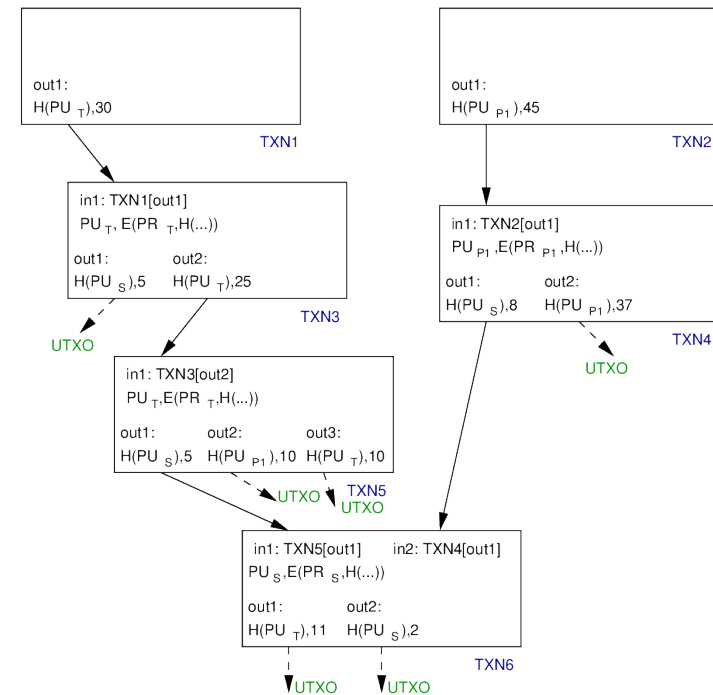 out1:
H(PU T),30
TXN1
out1:
H(PU P1),45
TXN2
in1: TXN1[out1]
PU T, E(PR T,H(...))
out1: out2:
H(PU S),5 H(PU T),25
TXN3
UTXO
in1: TXN2[out1]
PU P1,E(PR P1,H(...))
out1: out2:
H(PU S),8 H(PU P1),37
TXN4
UTXO
in1: TXN3[out2]
PU T,E(PR T,H(...))
out1: out2: out3:
H(PU S),5 H(PU P1),10 H(PU T),10
TXN5
UTXO
UTXO
in1: TXN5[out1] in2: TXN4[out1]
PU S,E(PR S,H(...))
out1: out2:
H(PU T),11 H(PU S),2
TXN6
UTXO UTXO